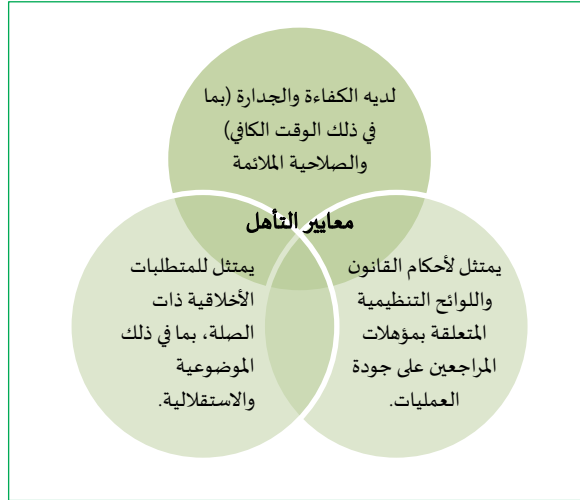 لديه الكفاءة والجدارة (بما
في ذلك الوقت الكافي)
والصلاحية الملائمة
معايير التأهل
يمتثل لأحكام القانون
واللوائح التنظيمية
المتعلقة بمؤهلات
المراجعين على جودة
العمليات.
يمتثل للمتطلبات
الأخلاقية ذات
الصلة، بما في ذلك
الموضوعية
والاستقلالية.